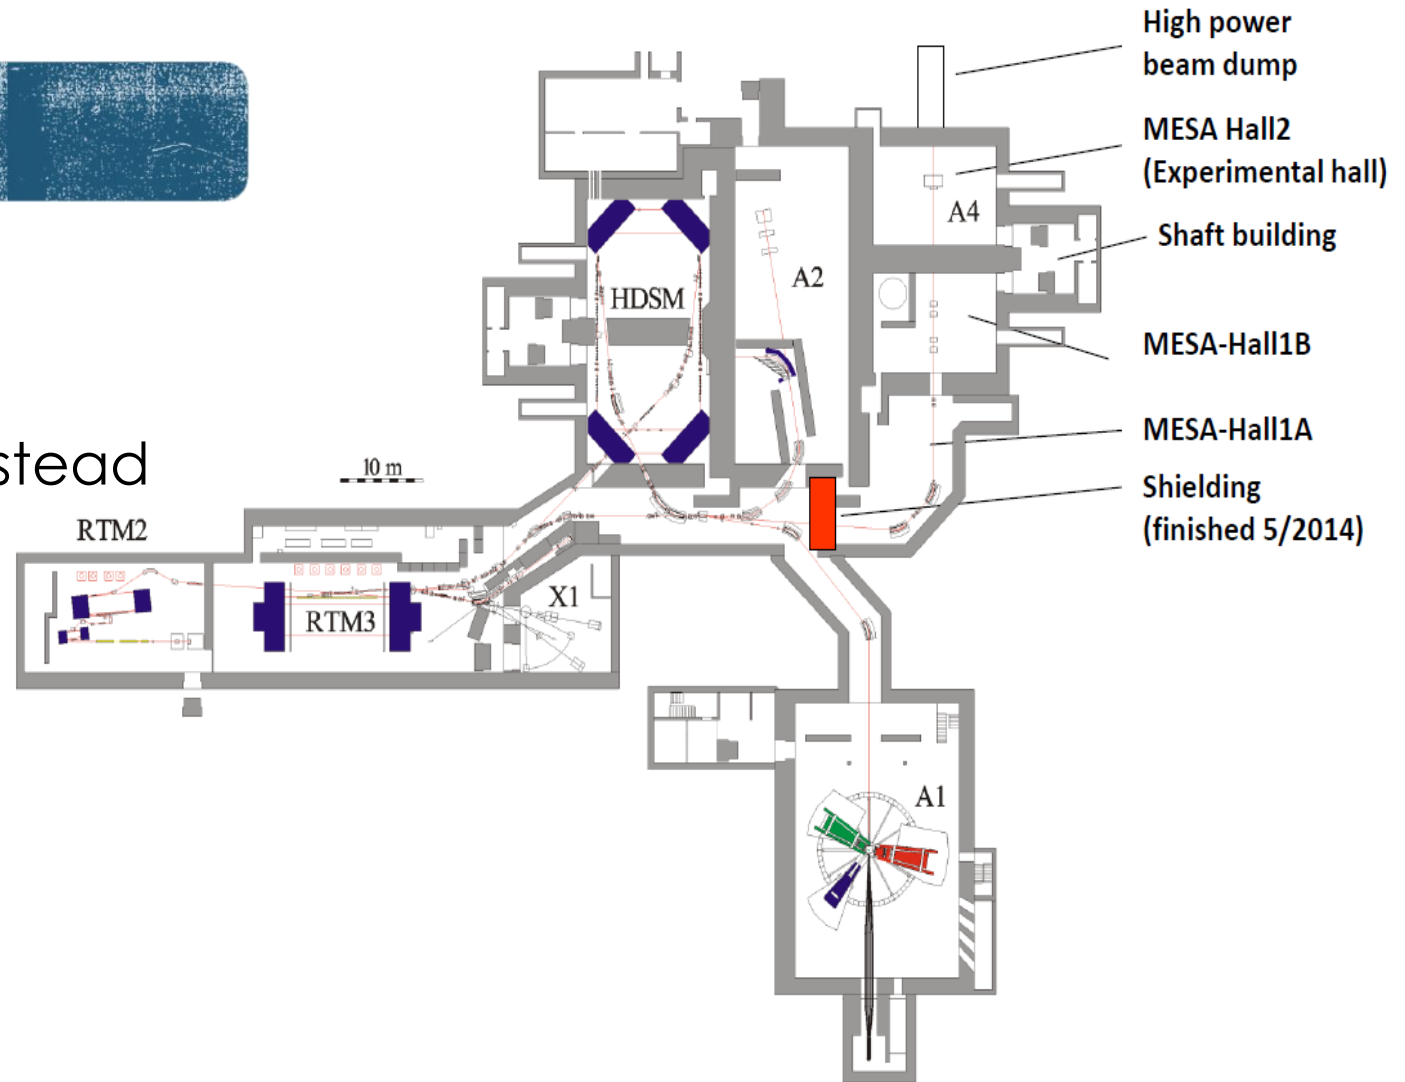 High power
beam dump
MESA Hall2
(Experimental hall)
A4
Shaft building
A2
HDSM
MESA-Hall1B
MESA-Hall1A
stead
10 m
Shielding
(finished 5/2014)
RTM2
X1
RTM3
A1